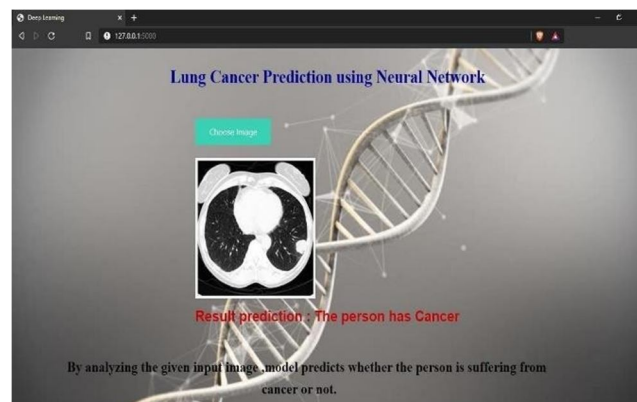 Deep Learning
127.0.0.1:5000
Lung Cancer Prediction using Neural Network
Choose Image
Result prediction : The person has Cancer
By analyzing the given input image ,model predicts whether the person is suffering from
cancer or not.